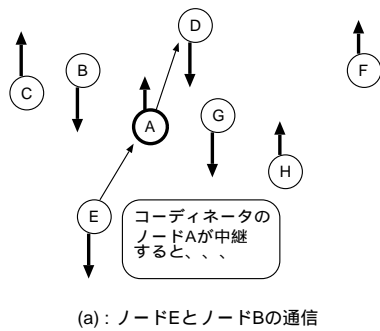 D
B
F
C
A
G
H
E
コーディネータの
ノードAが中継
すると、、、
(a) : ノードEとノードBの通信